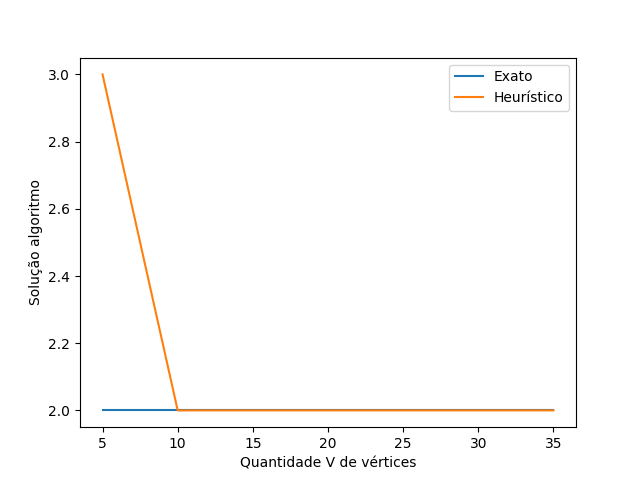 Exato
Heurístico
3.0
2.8
2.6
2.4
2.2
2.0
Solução algoritmo
5 10 15 20 25 30 35
Quantidade V de vértices